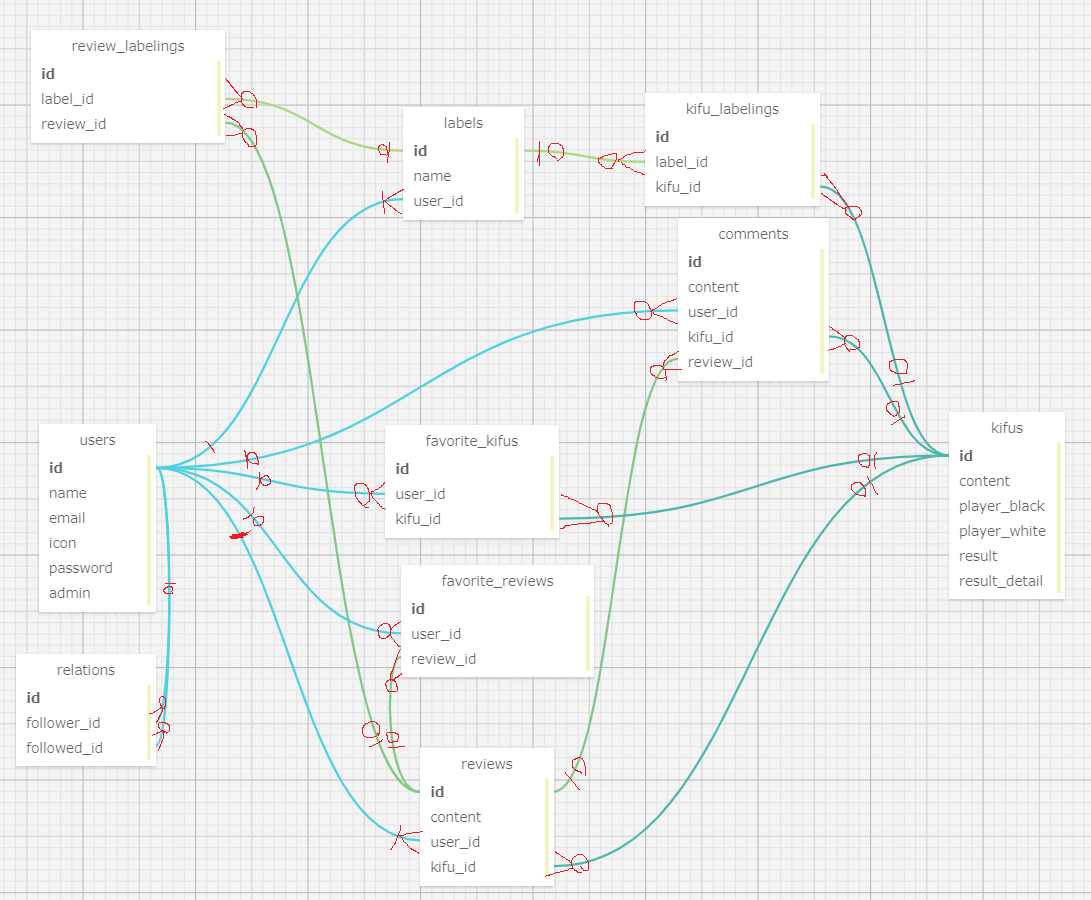 review_labelings
id
label_id
review_id
labels
id
name
user_id
kifu_labelings
id
label_id
kifu_id
comments
id
content
user_id
kifu_id
review_id
users
id
name
email
icon
password
admin
favorite_kifus
id
user_id
kifu_id
kifus
id
content
player_black
player_white
result
result_detail
favorite_reviews
id
user_id
review_id
relations
id
follower_id
followed_id
reviews
id
content
user_id
kifu_id